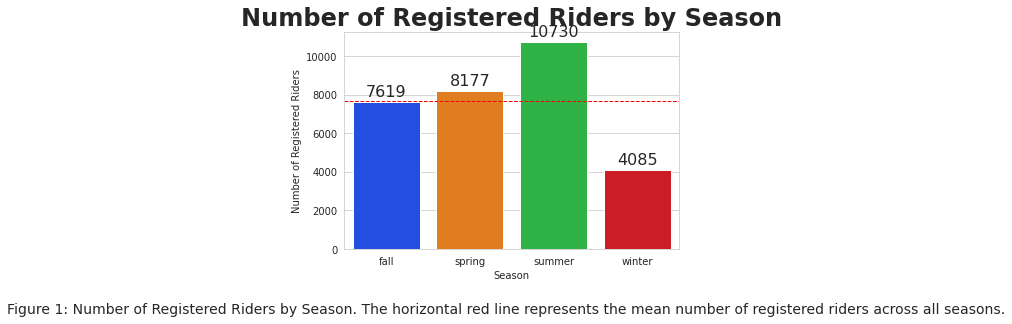 Number of Registered Riders by Season
10730
10000
7619
8177
8000
6000
4085
4000
2000
0
Number of Registered Riders
fall
spring
summer
winter
Season
Figure 1: Number of Registered Riders by Season. The horizontal red line represents the mean number of registered riders across all seasons.